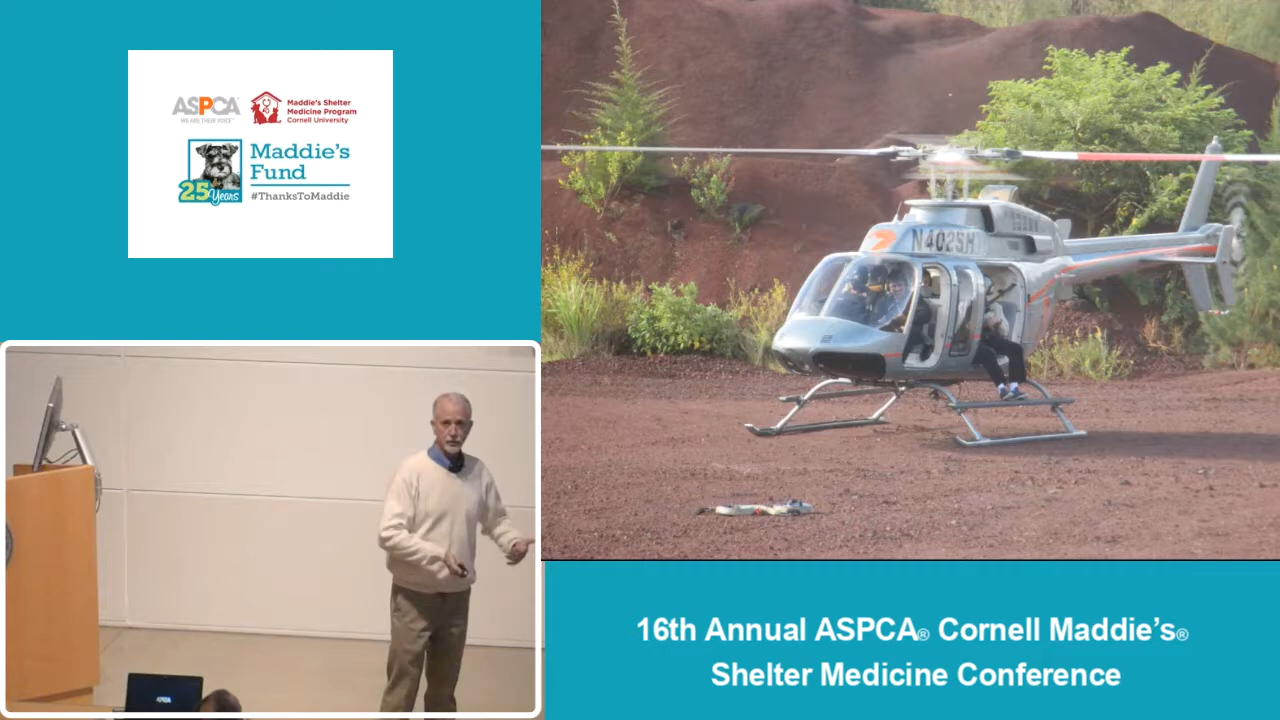 ASPCA
WE ARE THEIR VOICE
Maddie's Shelter
Medicine Program
Cornell University
Maddie's
Fund
25 Years
#ThanksToMaddie
N402SH
16th Annual ASPCA® Cornell Maddie's®
Shelter Medicine Conference